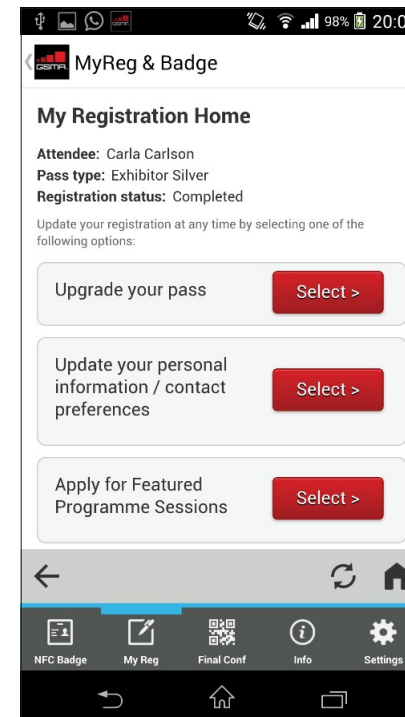 98% 20:0
GSMA MyReg & Badge
My Registration Home
Attendee: Carla Carlson
Pass type: Exhibitor Silver
Registration status: Completed
Update your registration at any time by selecting one of the
following options:
Upgrade your pass
Select >
Update your personal
information / contact
preferences
Select >
Apply for Featured
Programme Sessions
Select >
NFC Badge My Reg Final Conf Info Settings